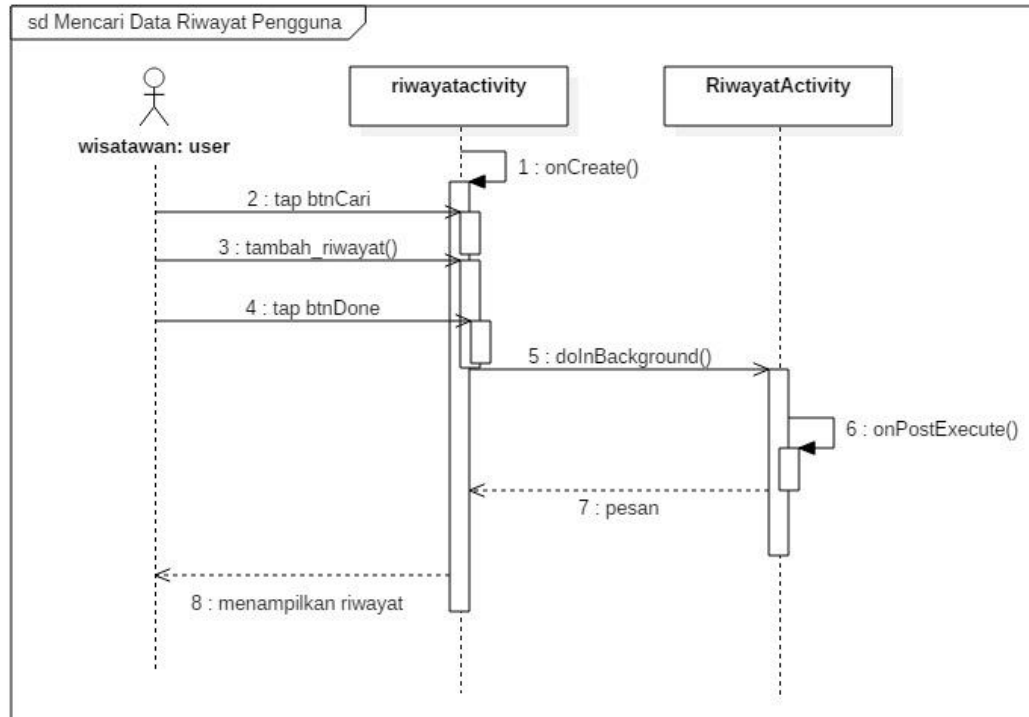 sd Mencari Data Riwayat Pengguna
riwayatactivity
RiwayatActivity
wisatawan: user
1 : onCreate()
2 : tap btnCari
3 : tambah_riwayat()
4 : tap btnDone
5 : doInBackground()
6 : onPostExecute()
7 : pesan
8 : menampilkan riwayat